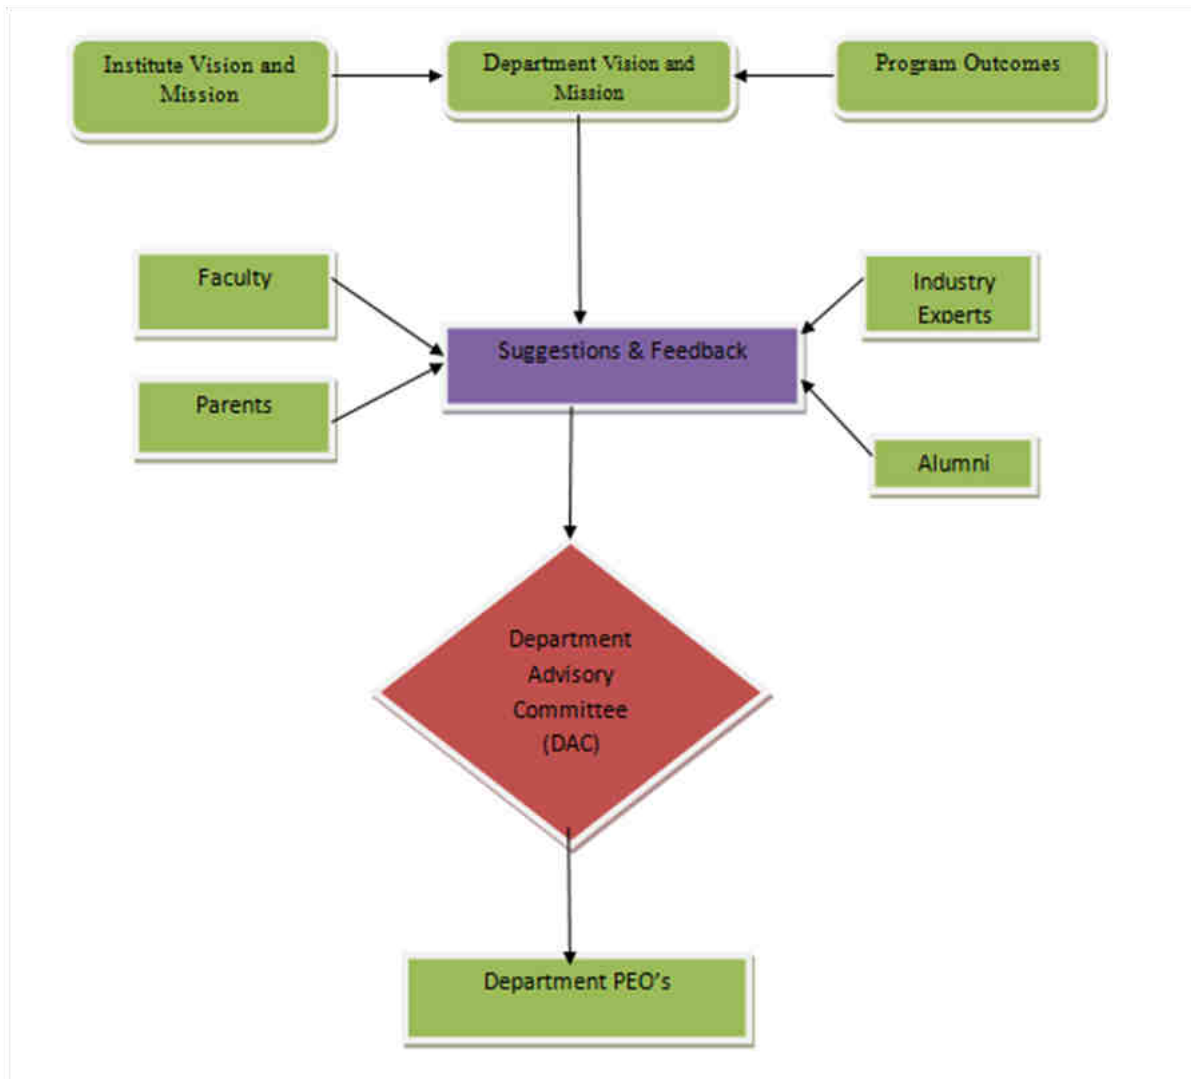 Institute Vision and
Mission
Department Vision and
Mission
Program Outcomes
Faculty
Industry
Experts
Suggestions & Feedback
Parents
Alumni
Department
Advisory
Committee
(DAC)
Department PEO's